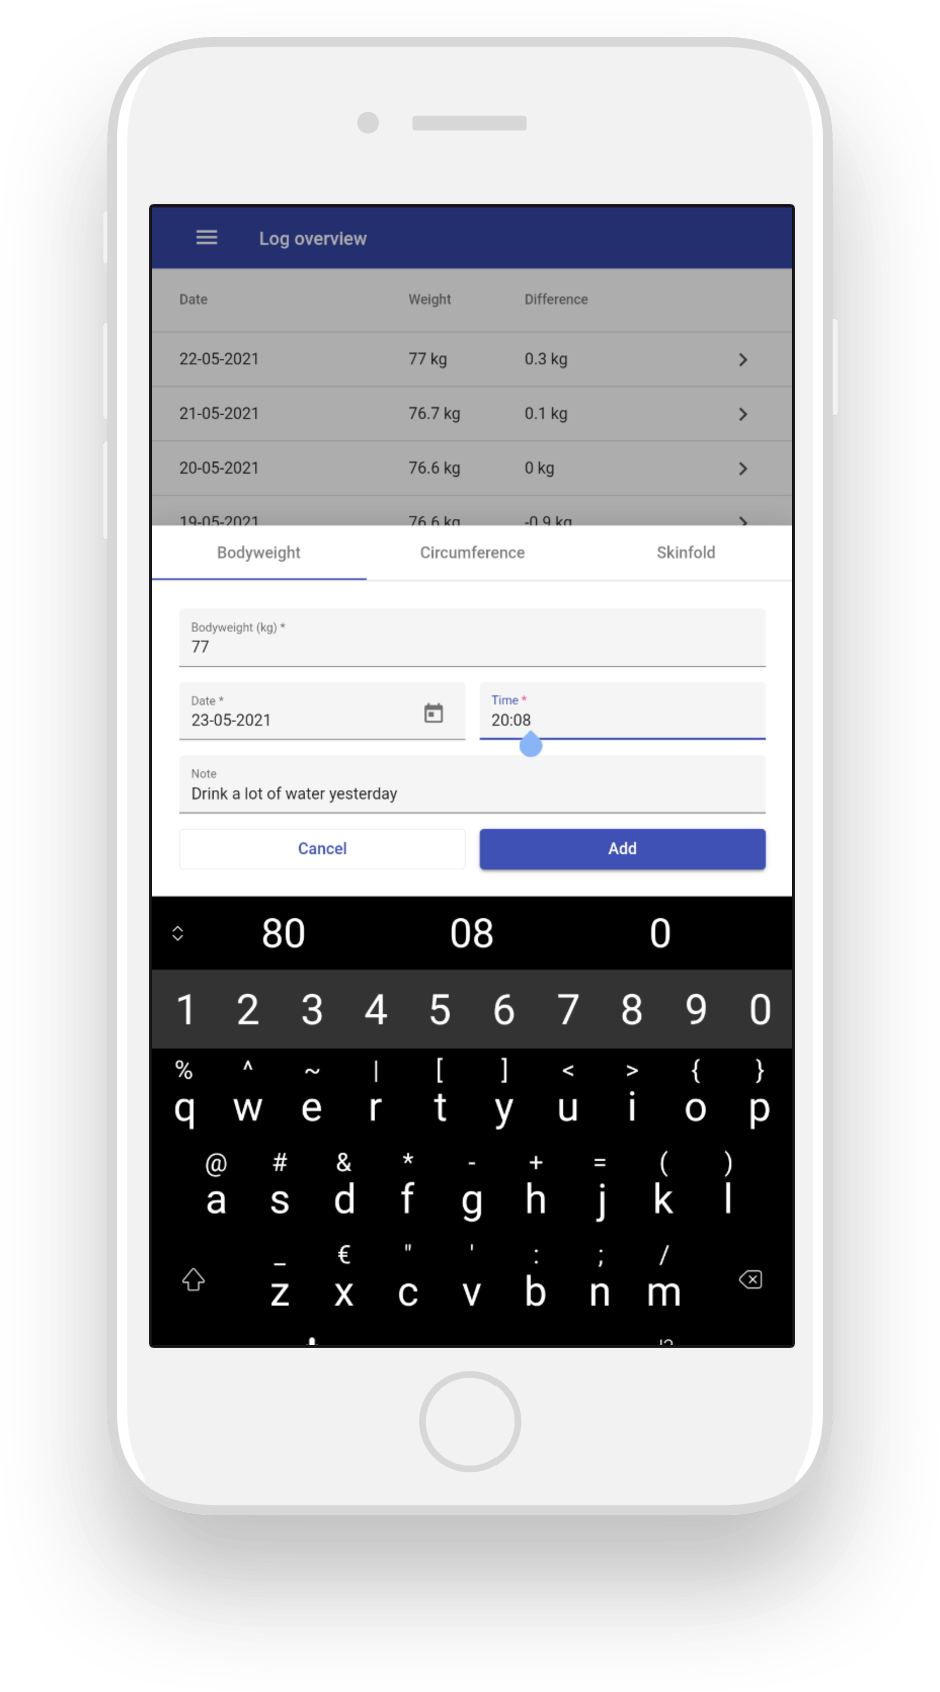 Log overview
Date Weight Difference
22-05-2021 77 kg 0.3 kg
21-05-2021 76.7 kg 0.1 kg
20-05-2021 76.6 kg 0 kg
19-05-2021 76.6 kg -0.9 kg
Bodyweight Circumference Skinfold
Bodyweight (kg) *
77
Date * Time *
23-05-2021 20:08
Note
Drink a lot of water yesterday
Cancel Add
80 08 0
1 2 3 4 5 6 7 8 9 0
% ^ ~ | [ ] < > { }
q w e r t y u i o p
@ # & * - + = ( )
a s d f g h j k l
_ € " ' : ; /
z x c v b n m